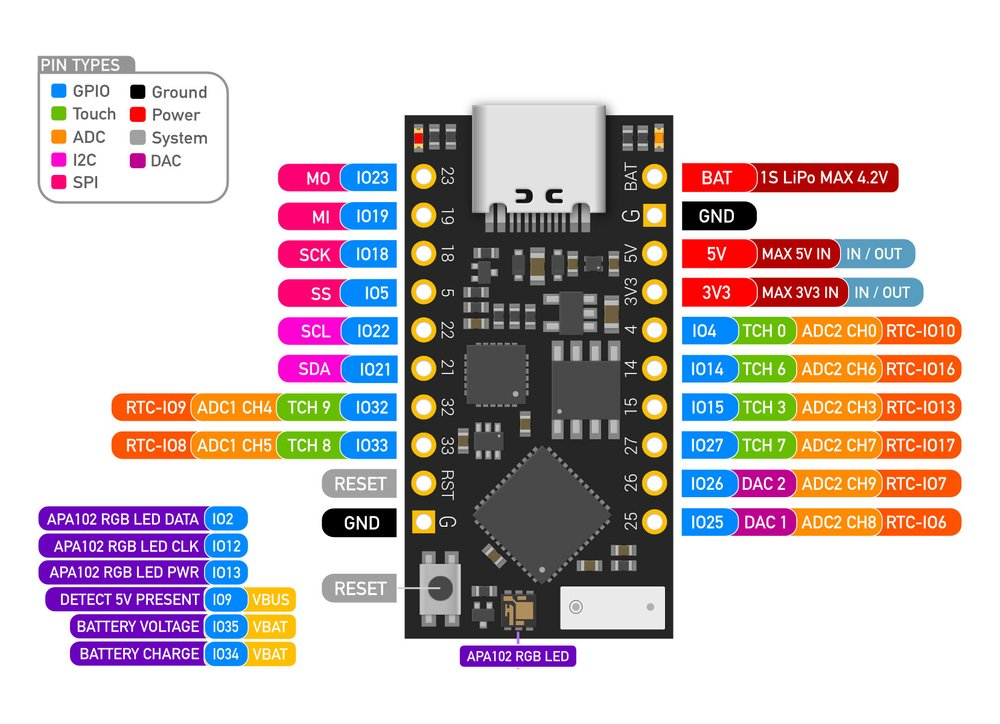 PIN TYPES
GPIO Ground
Touch Power
ADC System
I2C DAC
SPI
MO IO23
MI IO19
SCK IO18
SS IO5
SCL IO22
SDA IO21
RTC-IO9 ADC1 CH4 TCH 9 IO32
RTC-IO8 ADC1 CH5 TCH 8 IO33
RESET
GND
RESET
23
19
18
5
22
21
32
33
RST
G
BAT
G
5V
3V3
4
14
15
27
26
25
BAT 1S LiPo MAX 4.2V
GND
5V MAX 5V IN IN / OUT
3V3 MAX 3V3 IN IN / OUT
IO4 TCH 0 ADC2 CH0 RTC-IO10
IO14 TCH 6 ADC2 CH6 RTC-IO16
IO15 TCH 3 ADC2 CH3 RTC-IO13
IO27 TCH 7 ADC2 CH7 RTC-IO17
IO26 DAC 2 ADC2 CH9 RTC-IO7
IO25 DAC 1 ADC2 CH8 RTC-IO6
APA102 RGB LED DATA IO2
APA102 RGB LED CLK IO12
APA102 RGB LED PWR IO13
DETECT 5V PRESENT IO9 VBUS
BATTERY VOLTAGE IO35 VBAT
BATTERY CHARGE IO34 VBAT
APA102 RGB LED